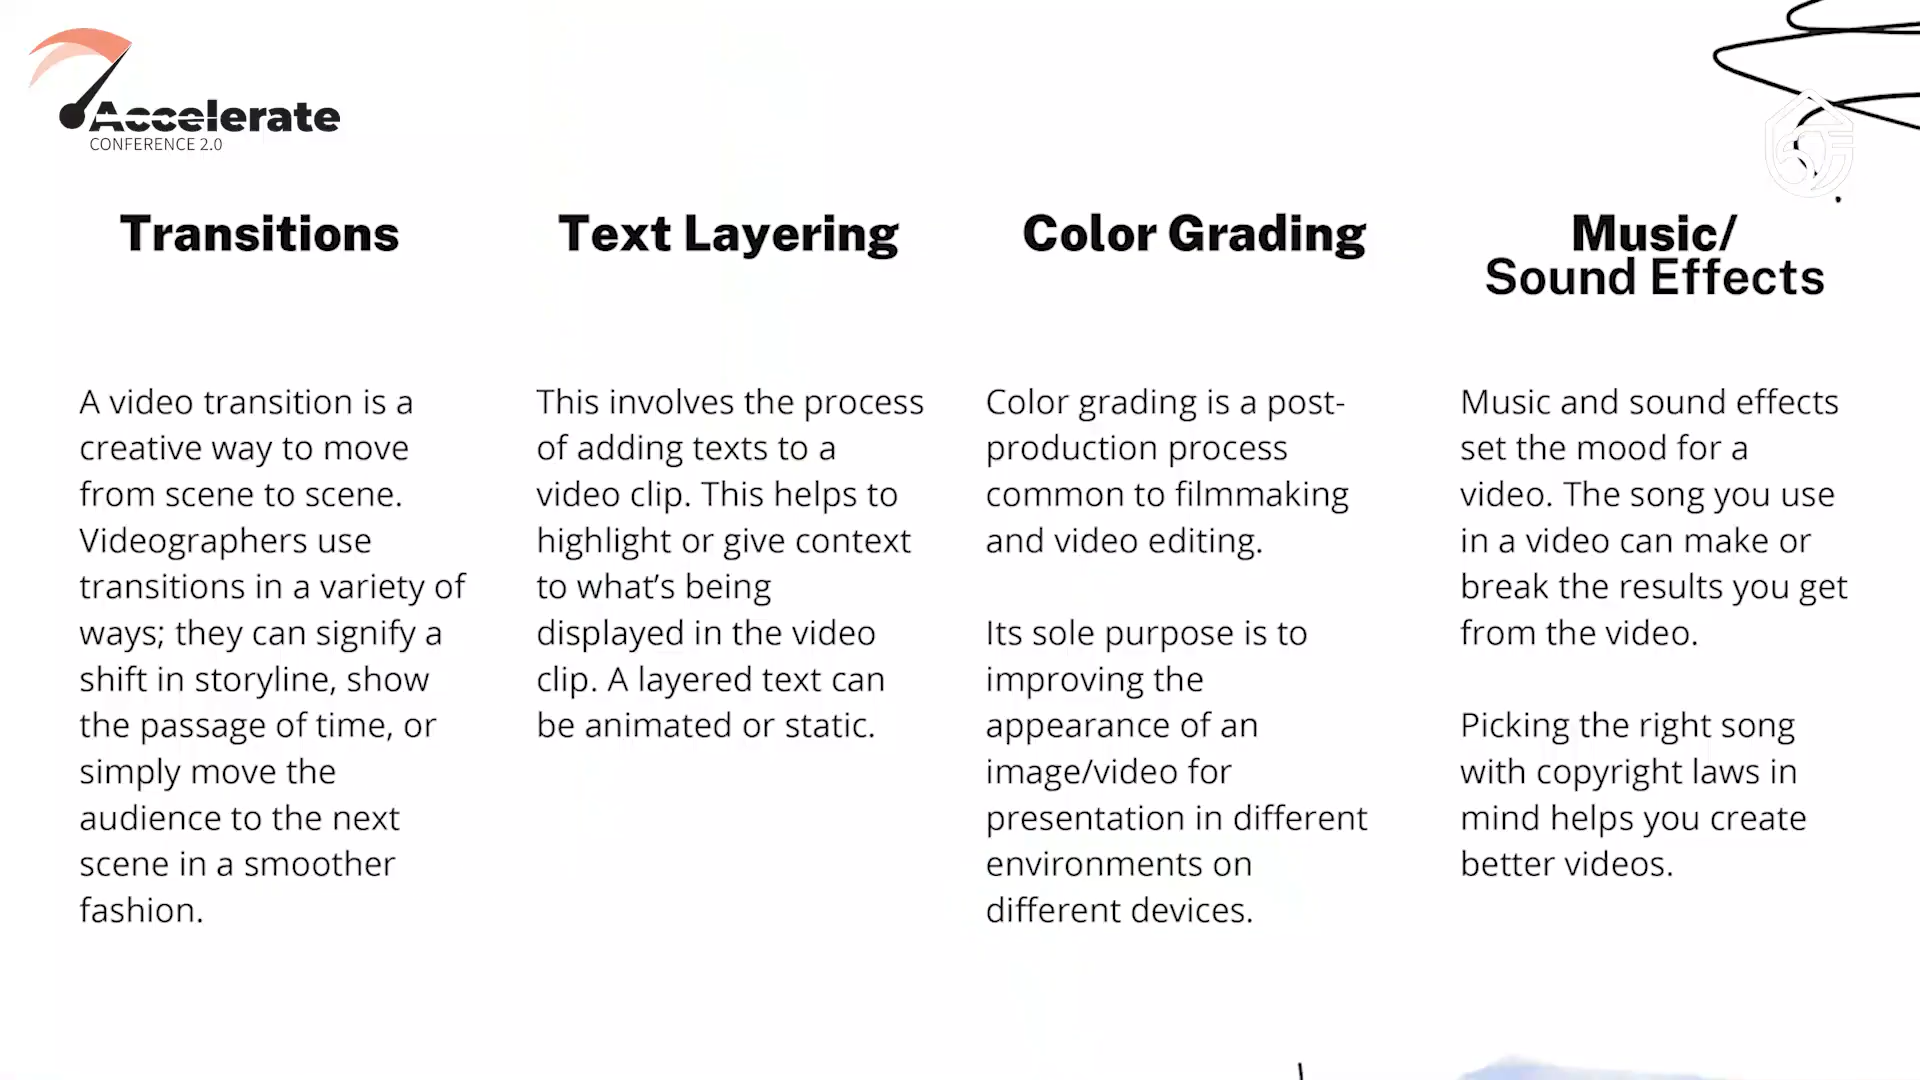 Accelerate
CONFERENCE 2.0
Transitions
A video transition is a
creative way to move
from scene to scene.
Videographers use
transitions in a variety of
ways; they can signify a
shift in storyline, show
the passage of time, or
simply move the
audience to the next
scene in a smoother
fashion.
Text Layering
This involves the process
of adding texts to a
video clip. This helps to
highlight or give context
to what’s being
displayed in the video
clip. A layered text can
be animated or static.
Color Grading
Color grading is a post-
production process
common to filmmaking
and video editing.
Its sole purpose is to
improving the
appearance of an
image/video for
presentation in different
environments on
different devices.
Music/
Sound Effects
Music and sound effects
set the mood for a
video. The song you use
in a video can make or
break the results you get
from the video.
Picking the right song
with copyright laws in
mind helps you create
better videos.